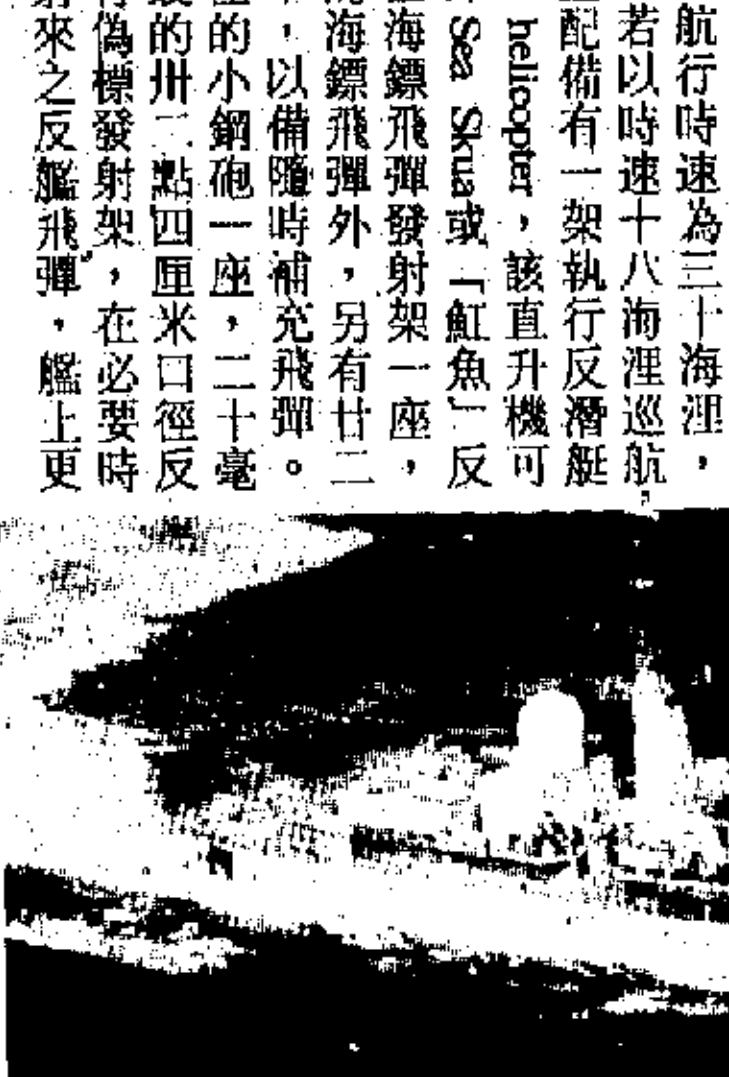 航行時速為三十海浬，
若以時速十八海浬巡航
配備有一架執行反潛艇
helicopter，該直升機可
Sea Skua或「魟魚」反
海鏢飛彈發射架一座，
海鏢飛彈外，另有廿二
，以備隨時補充飛彈。
的小鋼砲一座，二十毫
的卅二點四厘米口徑反
偽標發射架，在必要時
來之反艦飛彈，艦上更